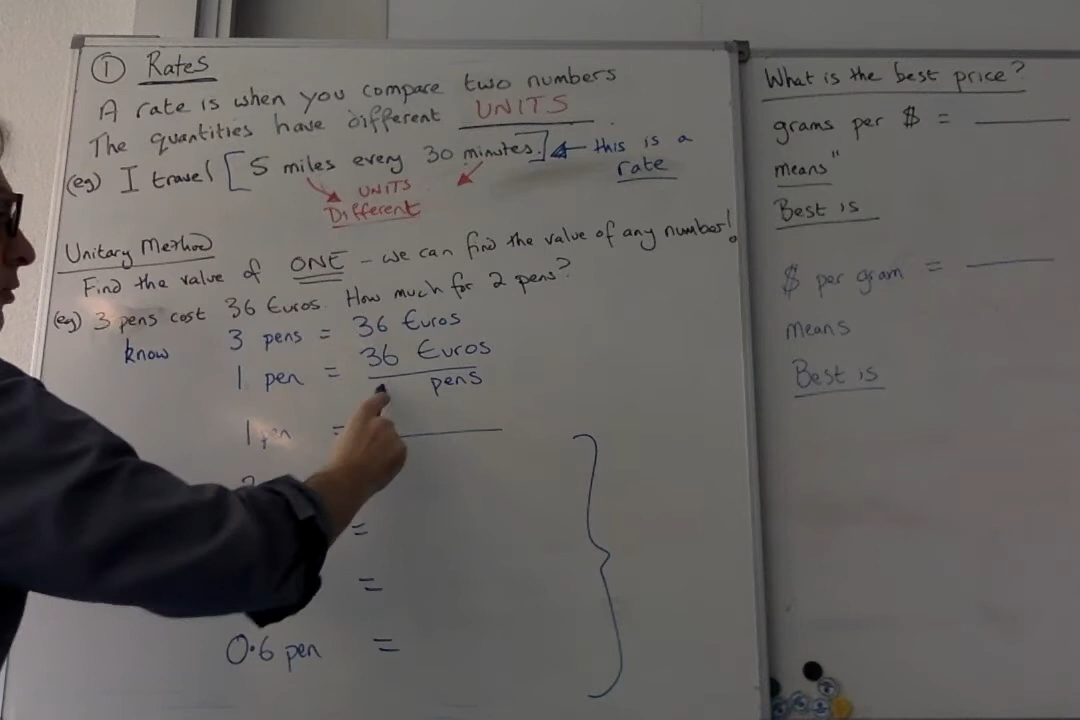 ① Rates
A rate is when you compare two numbers
The quantities have different UNITS.
(eg) I travel [5 miles every 30 minutes.] ← this is a rate
UNITS
Different
Unitary Method
Find the value of ONE - we can find the value of any number!
(eg) 3 pens cost 36 Euros. How much for 2 pens?
know 3 pens = 36 Euros
1 pen = 36 Euros
pens
1 =
=
=
0.6 pen =
What is the best price?
grams per $ =
means"
Best is
$ per gram =
means
Best is